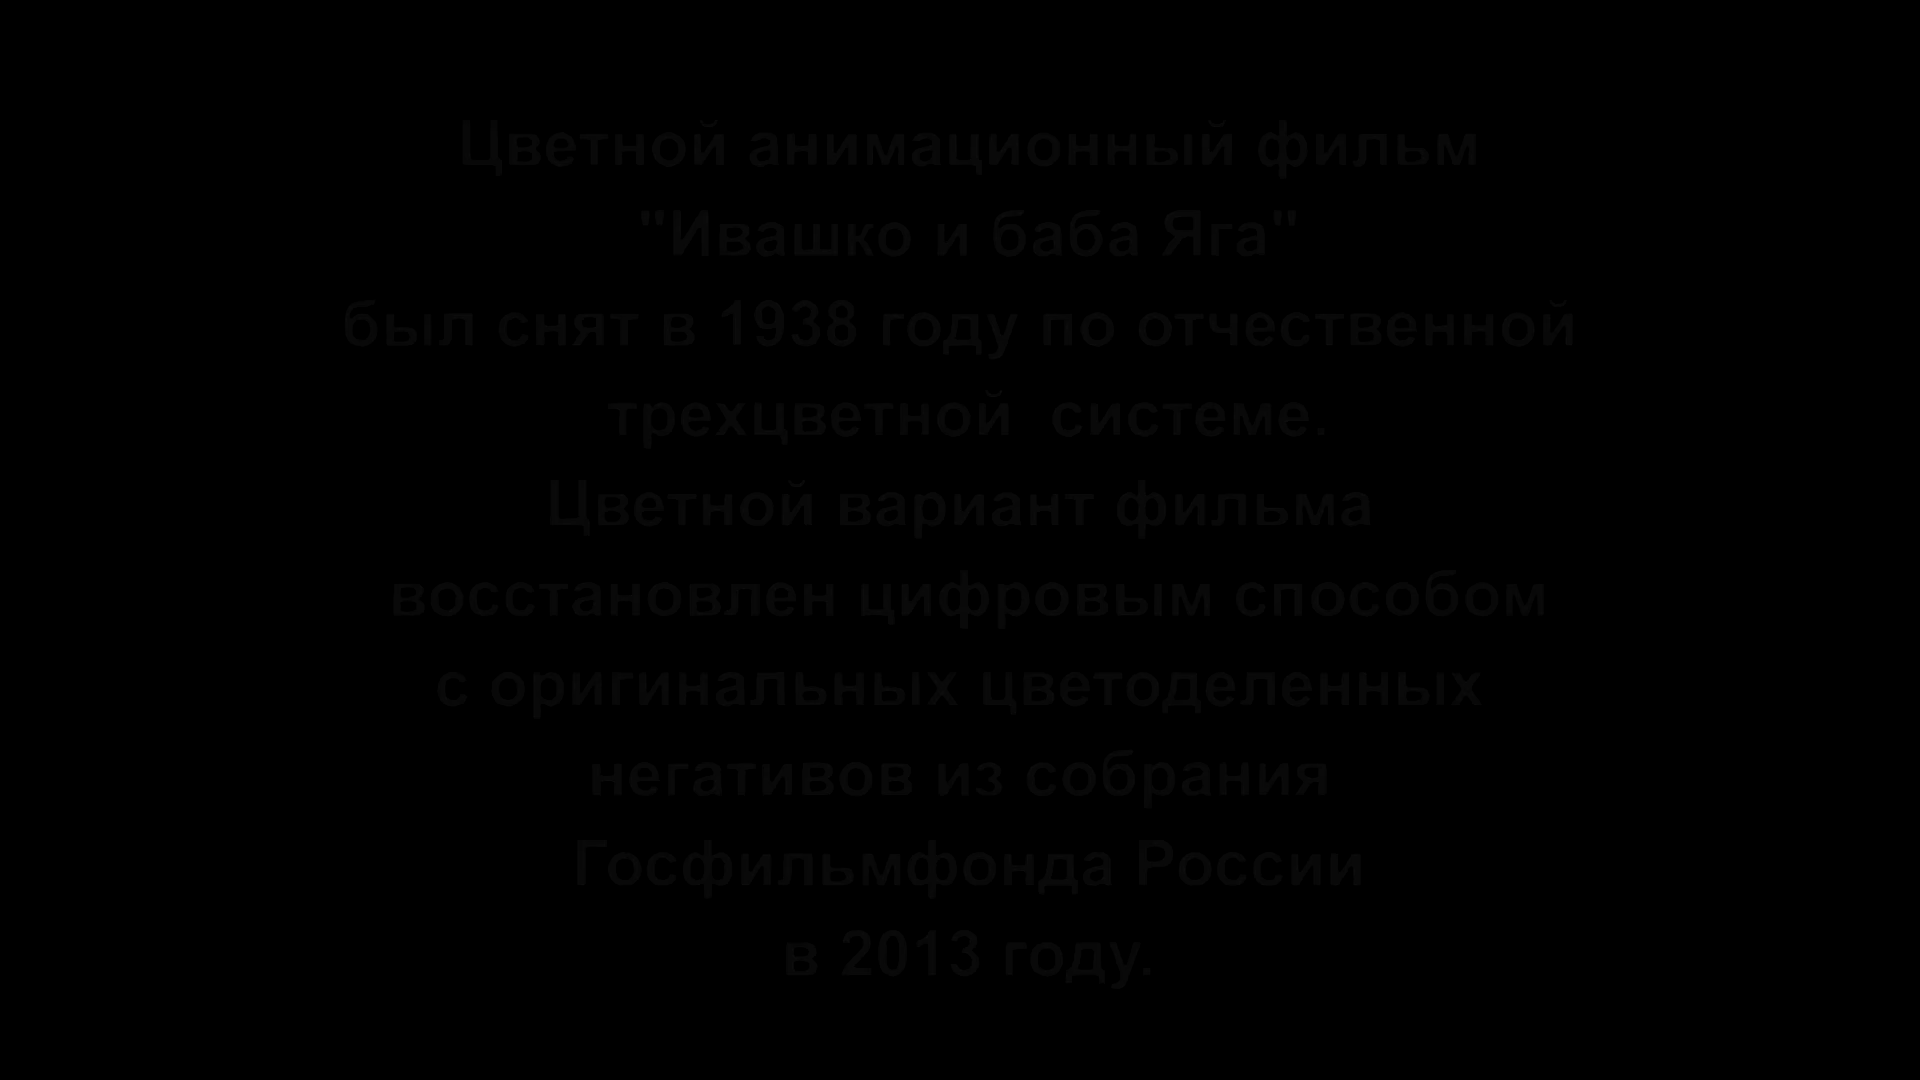 Цветной анимационный фильм
"Ивашко и баба Яга"
был снят в 1938 году по отчественной
трехцветной системе.
Цветной вариант фильма
восстановлен цифровым способом
с оригинальных цветоделенных
негативов из собрания
Госфильмфонда России
в 2013 году.